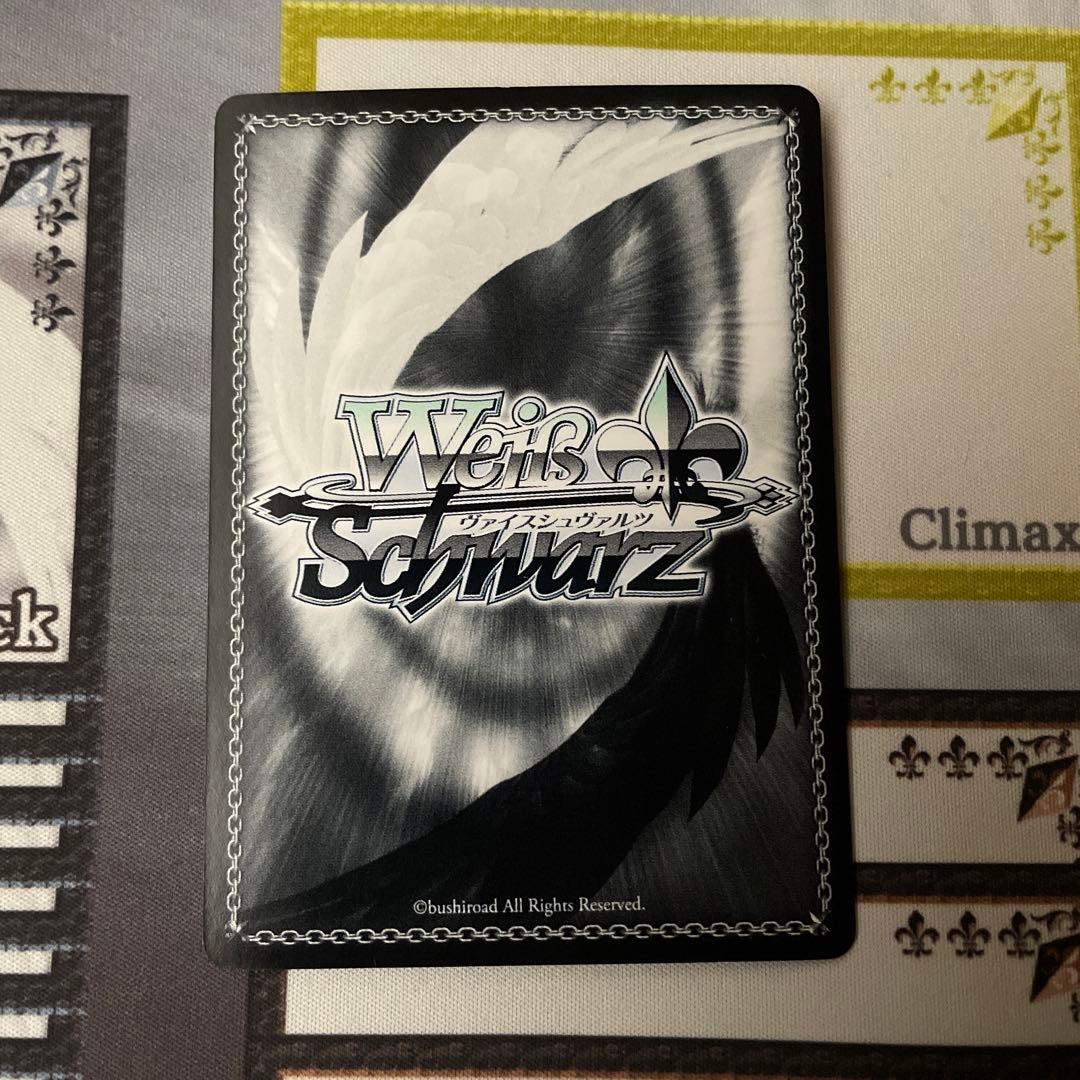 Weiß
ヴァイスシュヴァルツ
Schwarz
©bushiroad All Rights Reserved.
Climax
ck